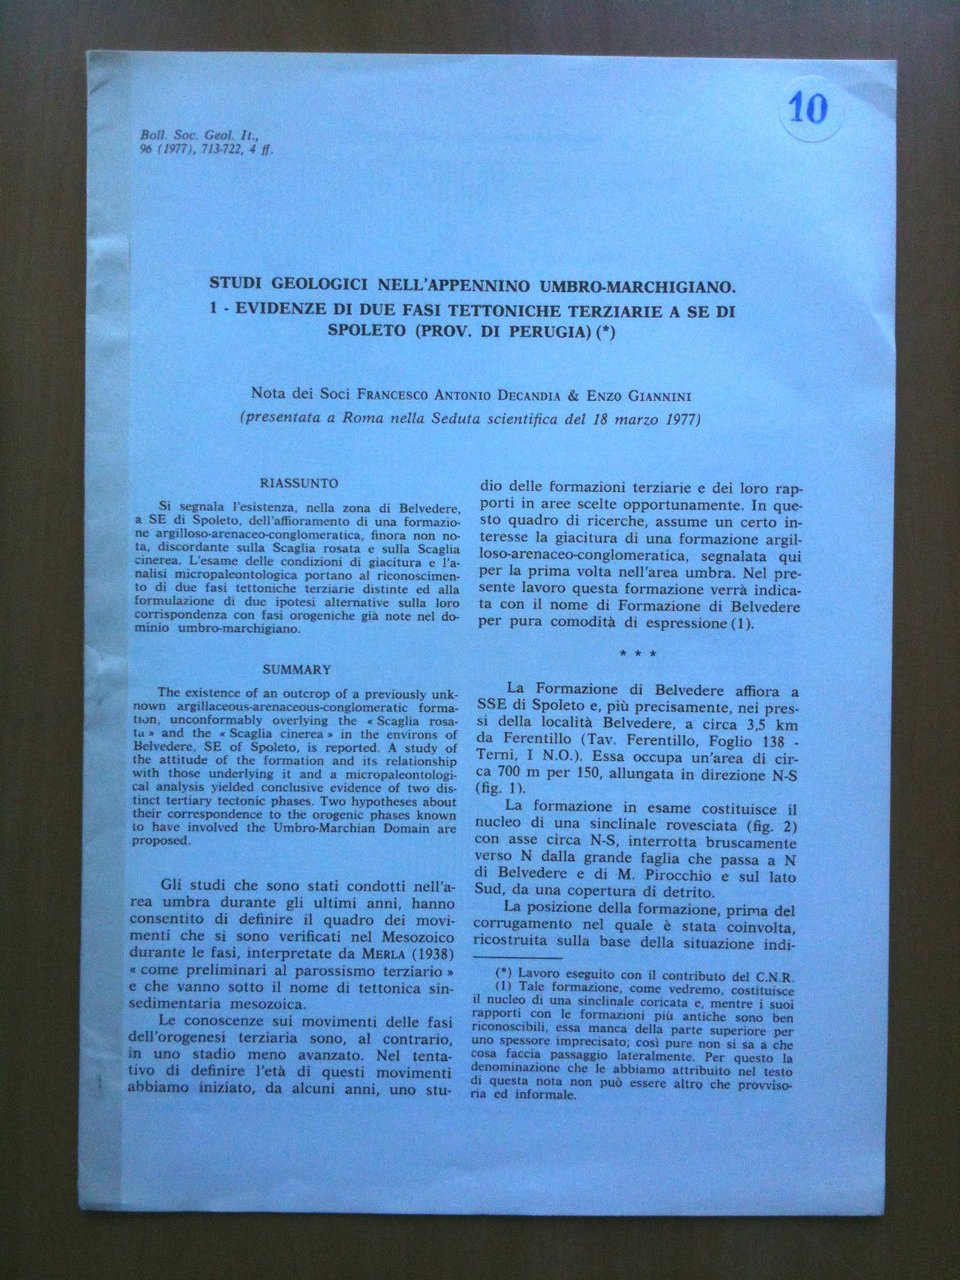 10
Boll. Soc. Geol. It.,
96 (1977), 713-722, 4 ff.
STUDI GEOLOGICI NELL'APPENNINO UMBRO-MARCHIGIANO.
1 - EVIDENZE DI DUE FASI TETTONICHE TERZIARIE A SE DI
SPOLETO (PROV. DI PERUGIA) (*)
Nota dei Soci FRANCESCO ANTONIO DECANDIA & ENZO GIANNINI
(presentata a Roma nella Seduta scientifica del 18 marzo 1977)
RIASSUNTO
Si segnala l'esistenza, nella zona di Belvedere,
a SE di Spoleto, dell'affioramento di una formazio-
ne argilloso-arenaceo-conglomeratica, finora non no-
ta, discordante sulla Scaglia rosata e sulla Scaglia
cinerea. L'esame delle condizioni di giacitura e l'a-
nalisi micropaleontologica portano al riconoscimen-
to di due fasi tettoniche terziarie distinte ed alla
formulazione di due ipotesi alternative sulla loro
corrispondenza con fasi orogeniche già note nel do-
minio umbro-marchigiano.
SUMMARY
The existence of an outcrop of a previously unk-
nown argillaceous-arenaceous-conglomeratic forma-
tion, unconformably overlying the « Scaglia rosa-
ta » and the « Scaglia cinerea » in the environs of
Belvedere, SE of Spoleto, is reported. A study of
the attitude of the formation and its relationship
with those underlying it and a micropaleontologi-
cal analysis yielded conclusive evidence of two dis-
tinct tertiary tectonic phases. Two hypotheses about
their correspondence to the orogenic phases known
to have involved the Umbro-Marchian Domain are
proposed.
Gli studi che sono stati condotti nell'a-
rea umbra durante gli ultimi anni, hanno
consentito di definire il quadro dei movi-
menti che si sono verificati nel Mesozoico
durante le fasi, interpretate da MERLA (1938)
« come preliminari al parossismo terziario »
e che vanno sotto il nome di tettonica sin-
sedimentaria mesozoica.
Le conoscenze sui movimenti delle fasi
dell'orogenesi terziaria sono, al contrario,
in uno stadio meno avanzato. Nel tenta-
tivo di definire l'età di questi movimenti
abbiamo iniziato, da alcuni anni, uno stu-
dio delle formazioni terziarie e dei loro rap-
porti in aree scelte opportunamente. In que-
sto quadro di ricerche, assume un certo in-
teresse la giacitura di una formazione argil-
loso-arenaceo-conglomeratica, segnalata qui
per la prima volta nell'area umbra. Nel pre-
sente lavoro questa formazione verrà indica-
ta con il nome di Formazione di Belvedere
per pura comodità di espressione (1).
* * *
La Formazione di Belvedere affiora a
SSE di Spoleto e, più precisamente, nei pres-
si della località Belvedere, a circa 3,5 km
da Ferentillo (Tav. Ferentillo, Foglio 138 -
Terni, I N.O.). Essa occupa un'area di cir-
ca 700 m per 150, allungata in direzione N-S
(fig. 1).
La formazione in esame costituisce il
nucleo di una sinclinale rovesciata (fig. 2)
con asse circa N-S, interrotta bruscamente
verso N dalla grande faglia che passa a N
di Belvedere e di M. Pirocchio e sul lato
Sud, da una copertura di detrito.
La posizione della formazione, prima del
corrugamento nel quale è stata coinvolta,
ricostruita sulla base della situazione indi-
(*) Lavoro eseguito con il contributo del C.N.R.
(1) Tale formazione, come vedremo, costituisce
il nucleo di una sinclinale coricata e, mentre i suoi
rapporti con le formazioni più antiche sono ben
riconoscibili, essa manca della parte superiore per
uno spessore imprecisato; così pure non si sa a che
cosa faccia passaggio lateralmente. Per questo la
denominazione che le abbiamo attribuito nel testo
di questa nota non può essere altro che provviso-
ria ed informale.